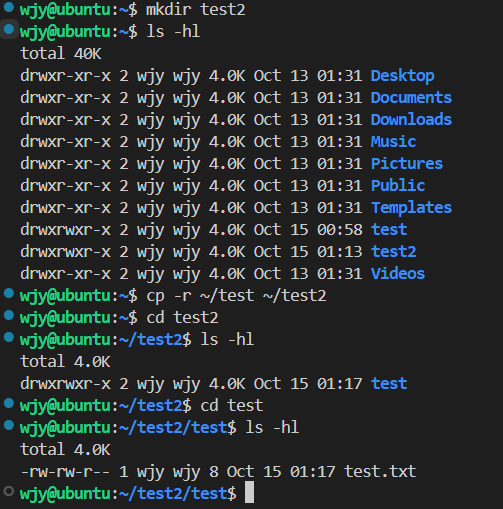 wjy@ubuntu:~$ mkdir test2
wjy@ubuntu:~$ ls -hl
total 40K
drwxr-xr-x 2 wjy wjy 4.0K Oct 13 01:31 Desktop
drwxr-xr-x 2 wjy wjy 4.0K Oct 13 01:31 Documents
drwxr-xr-x 2 wjy wjy 4.0K Oct 13 01:31 Downloads
drwxr-xr-x 2 wjy wjy 4.0K Oct 13 01:31 Music
drwxr-xr-x 2 wjy wjy 4.0K Oct 13 01:31 Pictures
drwxr-xr-x 2 wjy wjy 4.0K Oct 13 01:31 Public
drwxr-xr-x 2 wjy wjy 4.0K Oct 13 01:31 Templates
drwxrwxr-x 2 wjy wjy 4.0K Oct 15 00:58 test
drwxrwxr-x 2 wjy wjy 4.0K Oct 15 01:13 test2
drwxr-xr-x 2 wjy wjy 4.0K Oct 13 01:31 Videos
wjy@ubuntu:~$ cp -r ~/test ~/test2
wjy@ubuntu:~$ cd test2
wjy@ubuntu:~/test2$ ls -hl
total 4.0K
drwxrwxr-x 2 wjy wjy 4.0K Oct 15 01:17 test
wjy@ubuntu:~/test2$ cd test
wjy@ubuntu:~/test2/test$ ls -hl
total 4.0K
-rw-rw-r-- 1 wjy wjy 8 Oct 15 01:17 test.txt
wjy@ubuntu:~/test2/test$